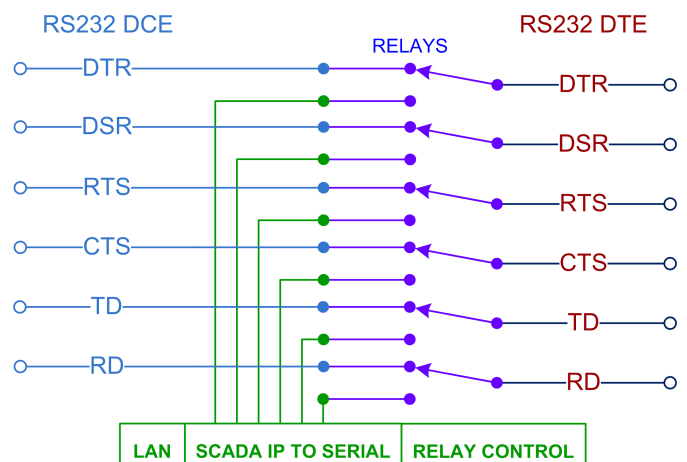 RS232 DCE
RS232 DTE
RELAYS
DTR
DTR
DSR
DSR
RTS
RTS
CTS
CTS
TD
TD
RD
RD
LAN
SCADA IP TO SERIAL
RELAY CONTROL